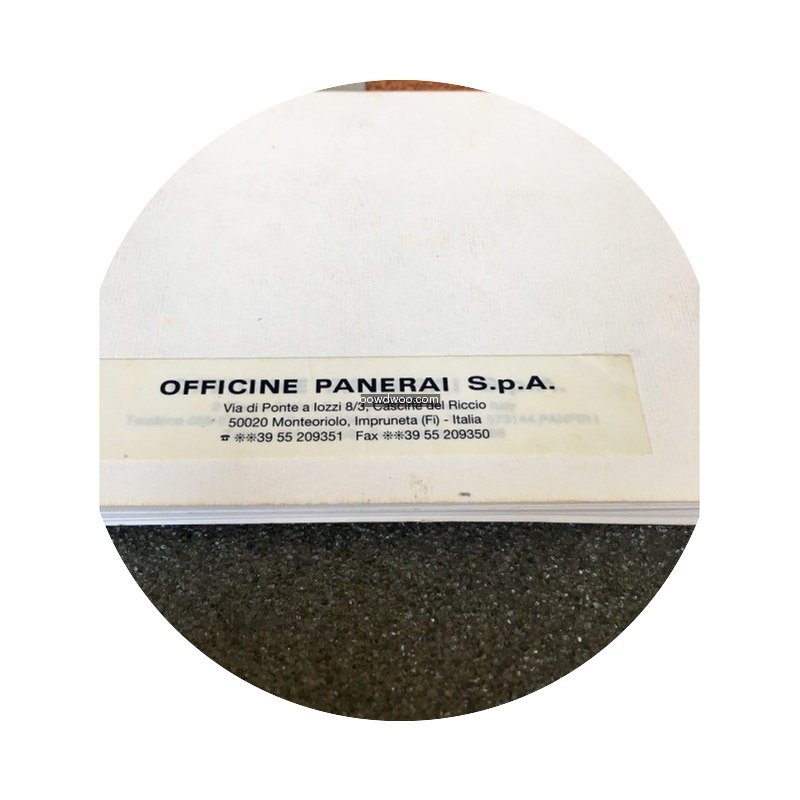 OFFICINE PANERAI S.p.A.
oowdwoo.com
Via di Ponte a Iozzi 8/3, Cascine del Riccio
50020 Monteoriolo, Impruneta (Fi) - Italia
☎ ※※39 55 209351 Fax ※※39 55 209350